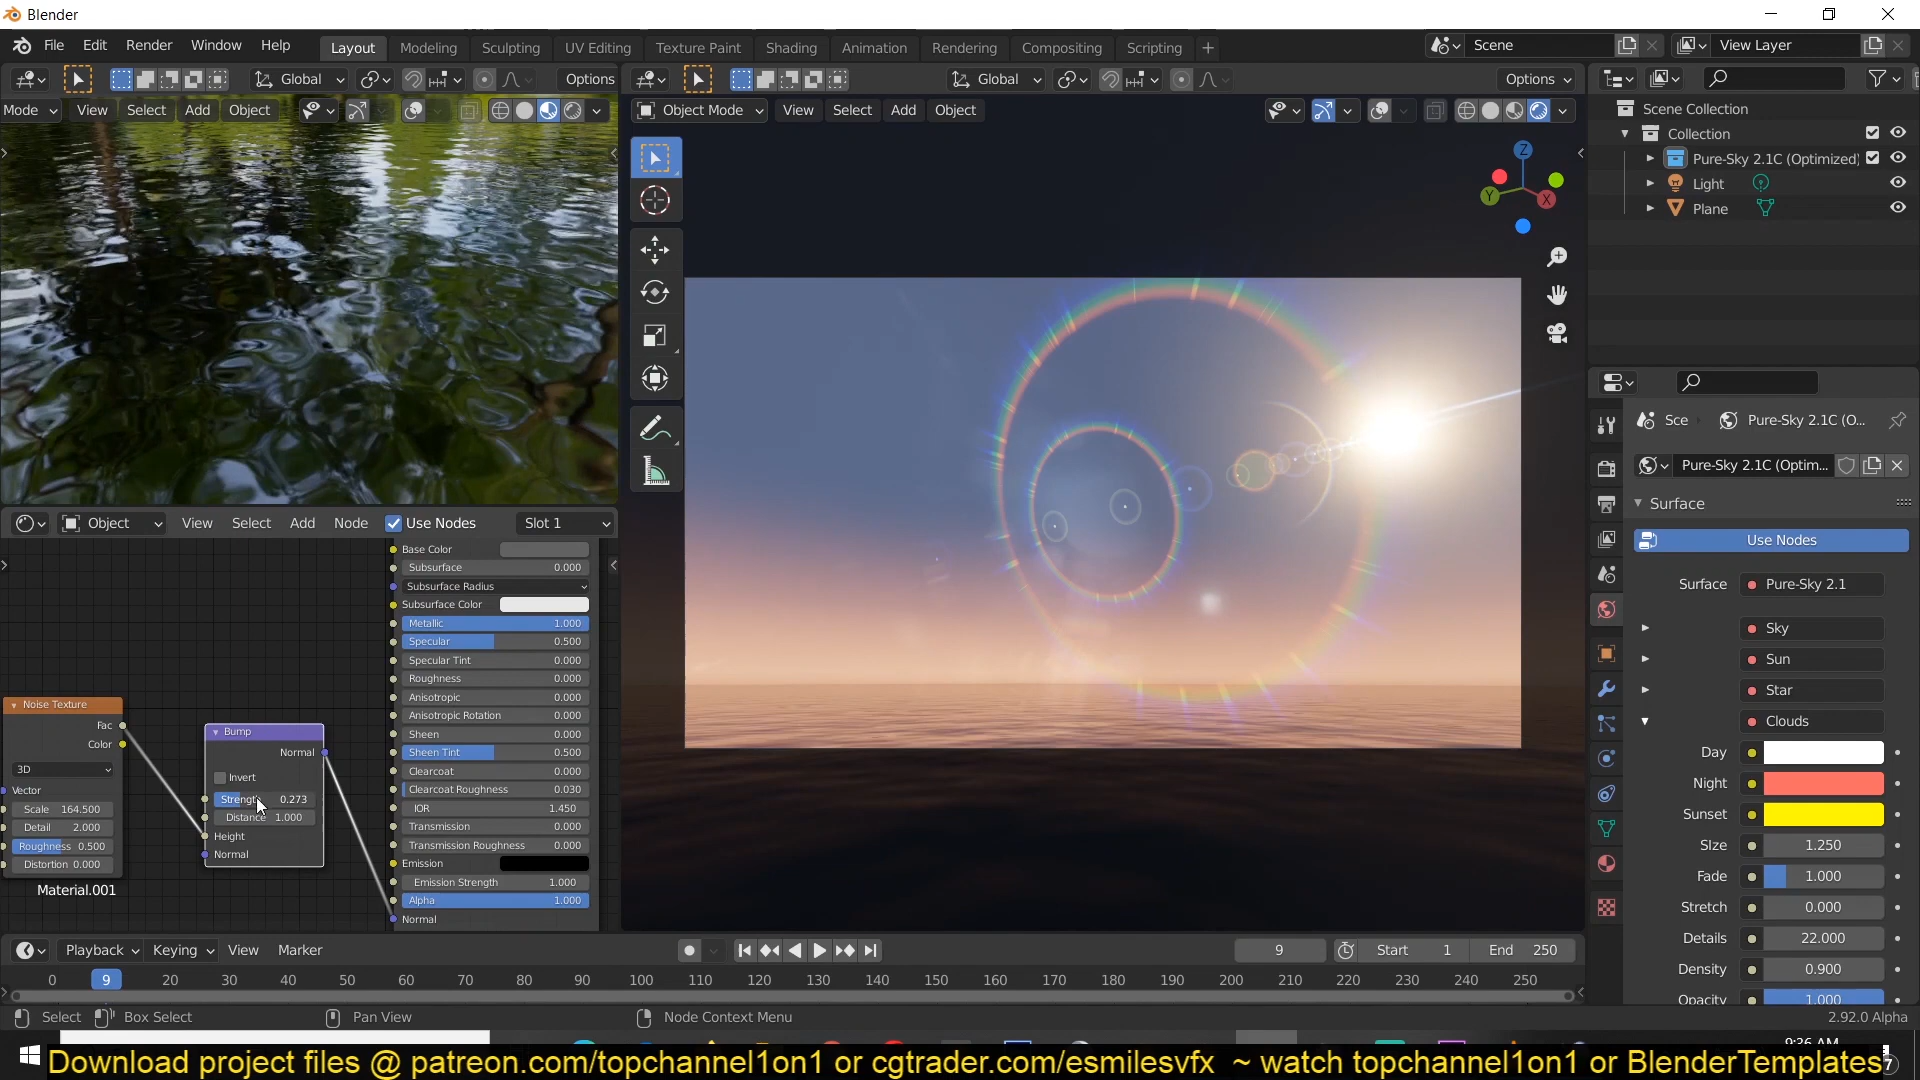 Blender
File Edit Render Window Help Layout Modeling Sculpting UV Editing Texture Paint Shading Animation Rendering Compositing Scripting + Scene View Layer
Global Options Global Options
Mode View Select Add Object Object Mode View Select Add Object
Scene Collection
Collection
Pure-Sky 2.1C (Optimized)
Light
Plane
Z
Y
X
Sce Pure-Sky 2.1C (O...
Pure-Sky 2.1C (Optim...
Surface
Use Nodes
Surface Pure-Sky 2.1
Sky
Sun
Star
Clouds
Day
Night
Sunset
SIze 1.250
Fade 1.000
Stretch 0.000
Details 22.000
Density 0.900
Opacity 1.000
Object View Select Add Node Use Nodes Slot 1
Base Color
Subsurface 0.000
Subsurface Radius
Subsurface Color
Metallic 1.000
Specular 0.500
Specular Tint 0.000
Roughness 0.000
Anisotropic 0.000
Anisotropic Rotation 0.000
Sheen 0.000
Sheen Tint 0.500
Clearcoat 0.000
Clearcoat Roughness 0.030
IOR 1.450
Transmission 0.000
Transmission Roughness 0.000
Emission
Emission Strength 1.000
Alpha 1.000
Normal
Noise Texture
Fac
Color
3D
Vector
Scale 164.500
Detail 2.000
Roughness 0.500
Distortion 0.000
Material.001
Bump
Normal
Invert
Strength 0.273
Distance 1.000
Height
Normal
Playback Keying View Marker 9 Start 1 End 250
0 9 20 30 40 50 60 70 80 90 100 110 120 130 140 150 160 170 180 190 200 210 220 230 240 250
Select Box Select Pan View Node Context Menu 2.92.0 Alpha
Download project files @ patreon.com/topchannel1on1 or cgtrader.com/esmilesvfx ~ watch topchannel1on1 or BlenderTemplates